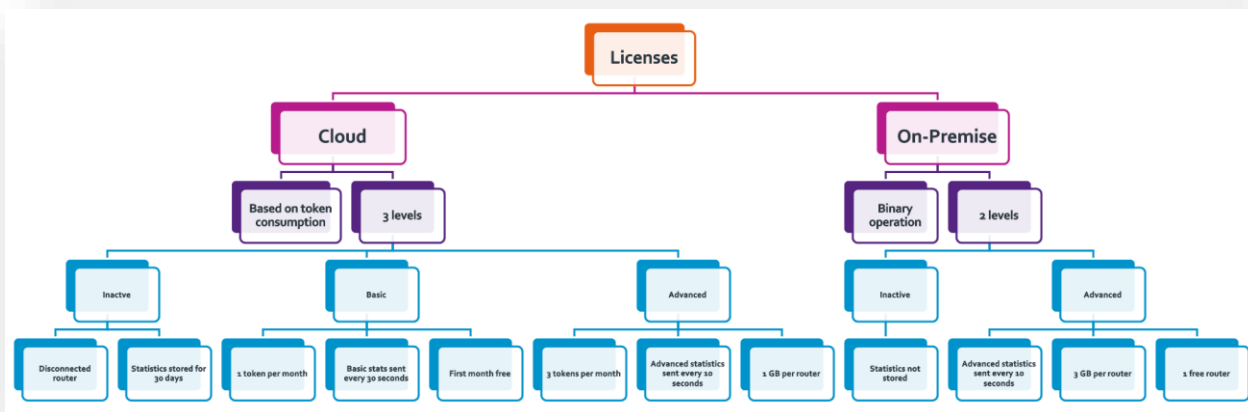 Licenses
Cloud
On-Premise
Based on token
consumption
3 levels
Binary
operation
2 levels
Inactve
Basic
Advanced
Inactive
Advanced
Disconnected
router
Statistics stored for
30 days
1 token per month
Basic stats sent
every 30 seconds
First month free
3 tokens per month
Advanced statistics
sent every 10
seconds
1 GB per router
Statistics not
stored
Advanced statistics
sent every 10
seconds
3 GB per router
1 free router